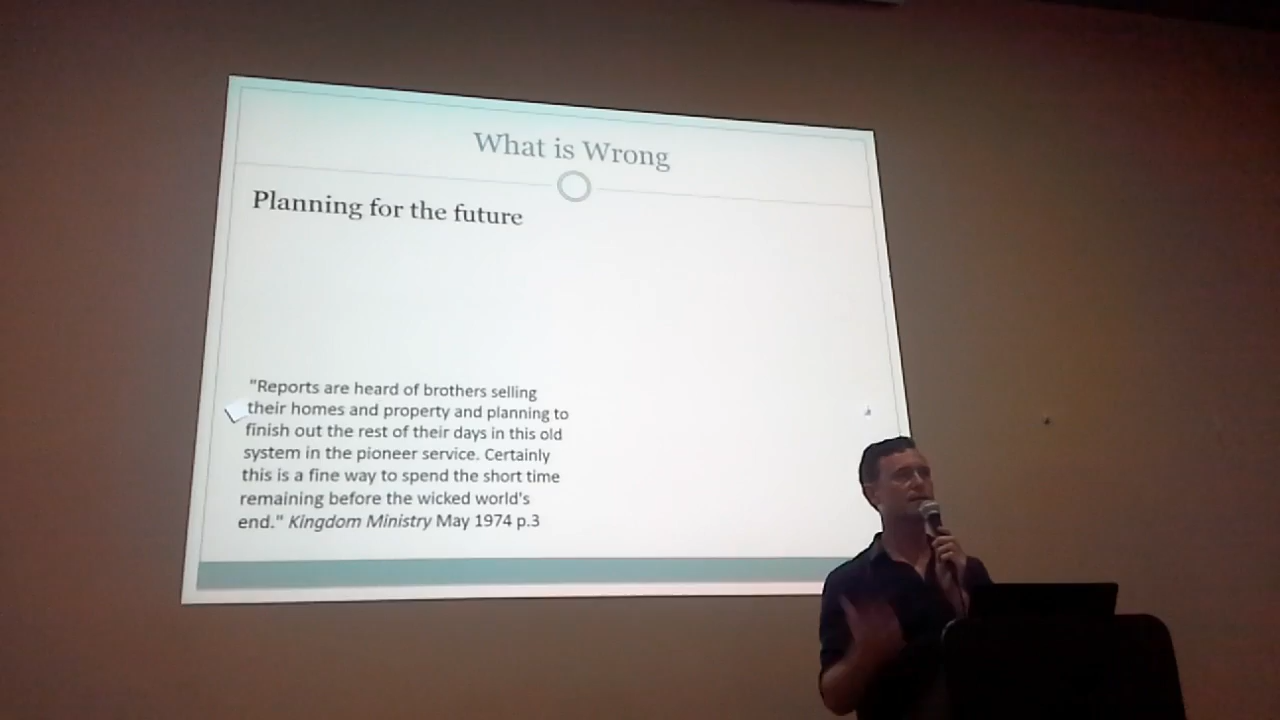 What is Wrong
Planning for the future
"Reports are heard of brothers selling
their homes and property and planning to
finish out the rest of their days in this old
system in the pioneer service. Certainly
this is a fine way to spend the short time
remaining before the wicked world's
end." Kingdom Ministry May 1974 p.3